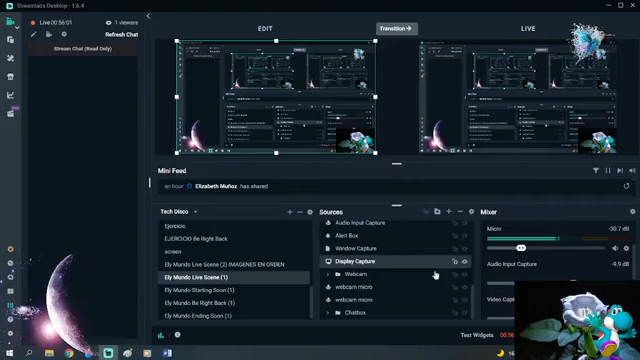 Streamlabs Desktop - 1.6.4
Live 00:56:01
1 viewers
Refresh Chat
Stream Chat (Read Only)
EDIT
Transition
LIVE
Mini Feed
an hour Elizabeth Muñoz has shared
Tech Disco
Ejercicio
EJERCICIO Be Right Back
screen
Ely Mundo Live Scene (2) IMAGENES EN ORDEN
Ely Mundo Live Scene (1)
Ely Mundo Starting Soon (1)
Ely Mundo Be Right Back (1)
Ely Mundo Ending Soon (1)
Sources
Audio Input Capture
Alert Box
Window Capture
Display Capture
Webcam
webcam micro
webcam micro
Chatbox
Mixer
Micro
-30.7 dB
Audio Input Capture
-9.9 dB
Video Captu
Test Widgets
00:56